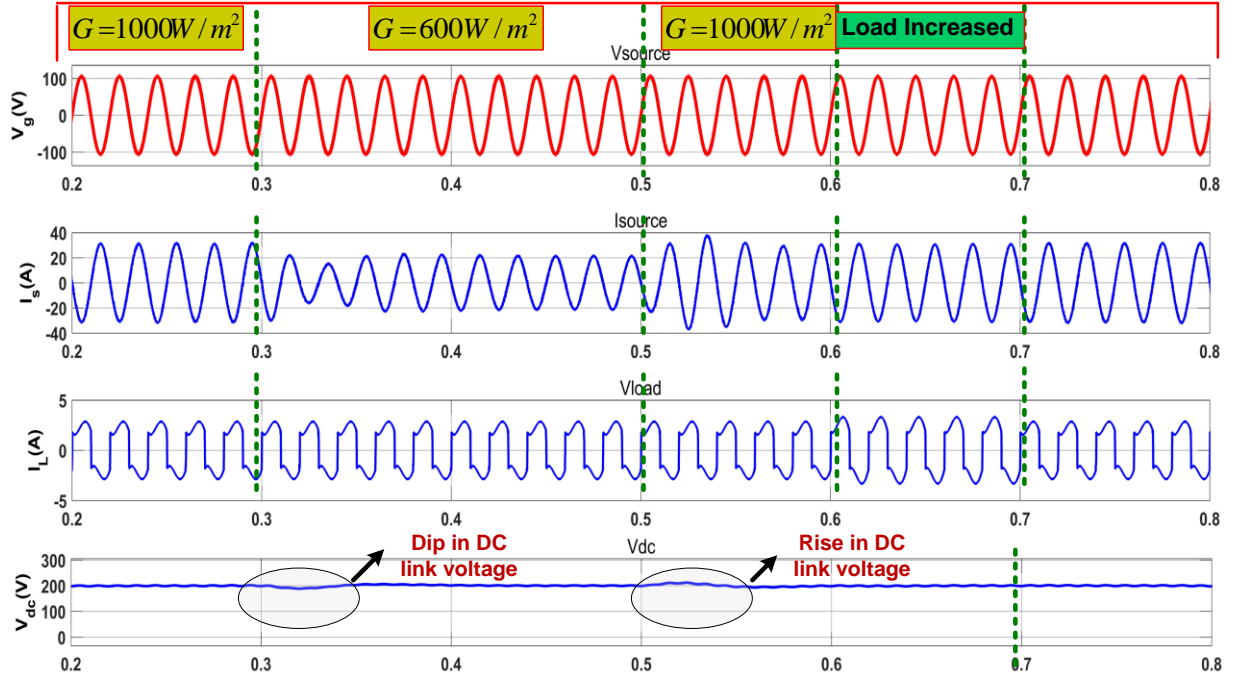 G=1000W/m² G=600W/m² G=1000W/m² Load Increased
Vsource
V_g(V)
100
0
-100
0.2 0.3 0.4 0.5 0.6 0.7 0.8
Isource
I_s(A)
40
20
0
-20
-40
0.2 0.3 0.4 0.5 0.6 0.7 0.8
Vload
I_L(A)
5
0
-5
0.2 0.3 0.4 0.5 0.6 0.7 0.8
Vdc
Dip in DC
link voltage
Rise in DC
link voltage
V_dc(V)
300
200
100
0
0.2 0.3 0.4 0.5 0.6 0.7 0.8